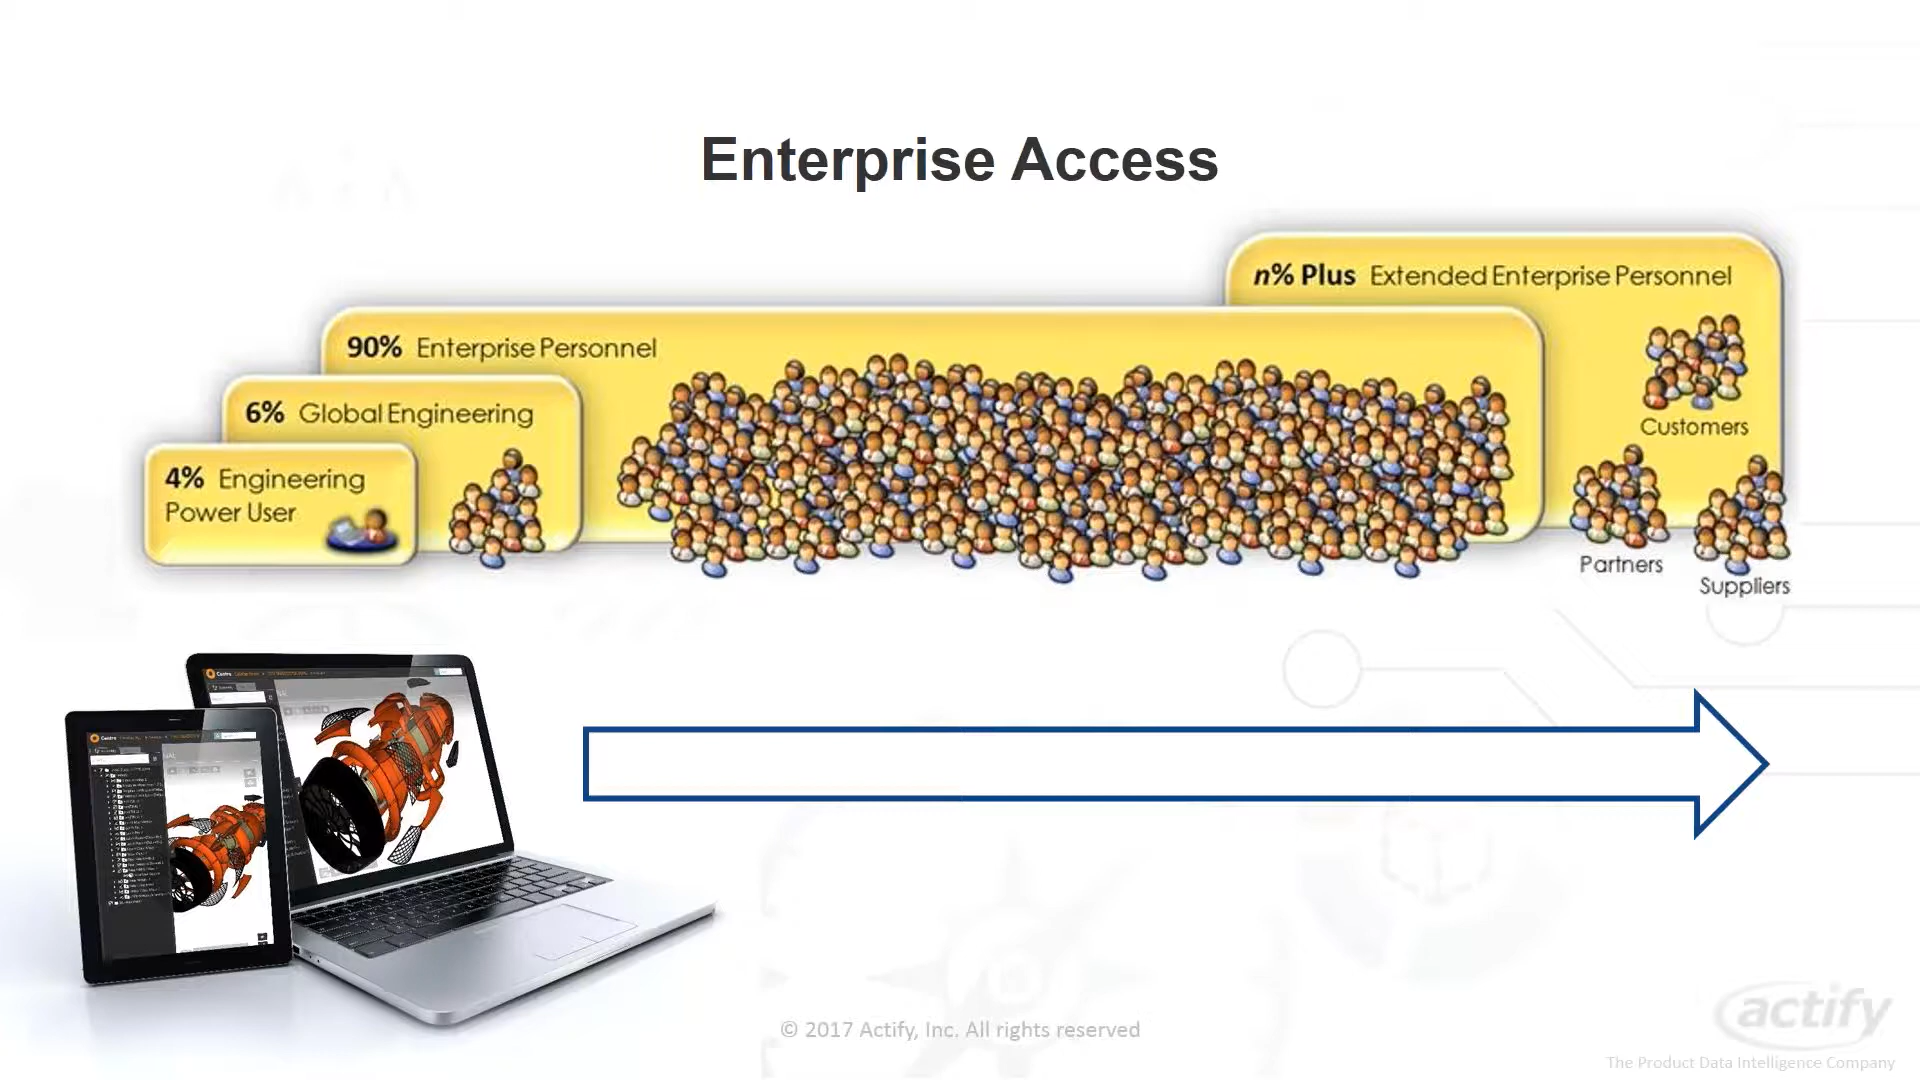 Enterprise Access
n% Plus Extended Enterprise Personnel
90% Enterprise Personnel
6% Global Engineering
4% Engineering
Power User
Customers
Partners
Suppliers
© 2017 Actify, Inc. All rights reserved
actify
The Product Data Intelligence Company